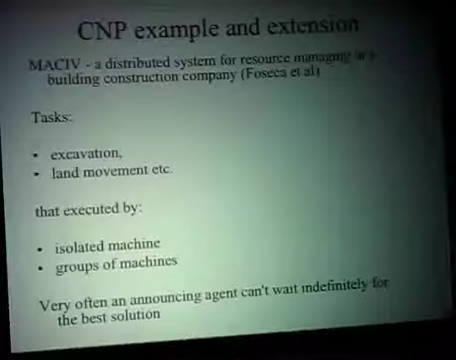 CNP example and extension
MACIV - a distributed system for resource managing in a
building construction company (Foseca et al)
Tasks:
• excavation,
• land movement etc.
that executed by:
• isolated machine
• groups of machines
Very often an announcing agent can't wait indefinitely for
the best solution